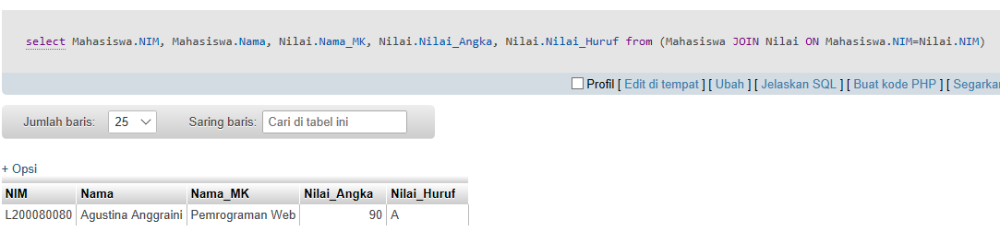 select Mahasiswa.NIM, Mahasiswa.Nama, Nilai.Nama_MK, Nilai.Nilai_Angka, Nilai.Nilai_Huruf from (Mahasiswa JOIN Nilai ON Mahasiswa.NIM=Nilai.NIM)
Profil [ Edit di tempat ] [ Ubah ] [ Jelaskan SQL ] [ Buat kode PHP ] [ Segarkan
Jumlah baris: 25 Saring baris: Cari di tabel ini
+ Opsi
NIM Nama Nama_MK Nilai_Angka Nilai_Huruf
L200080080 Agustina Anggraini Pemrograman Web 90 A